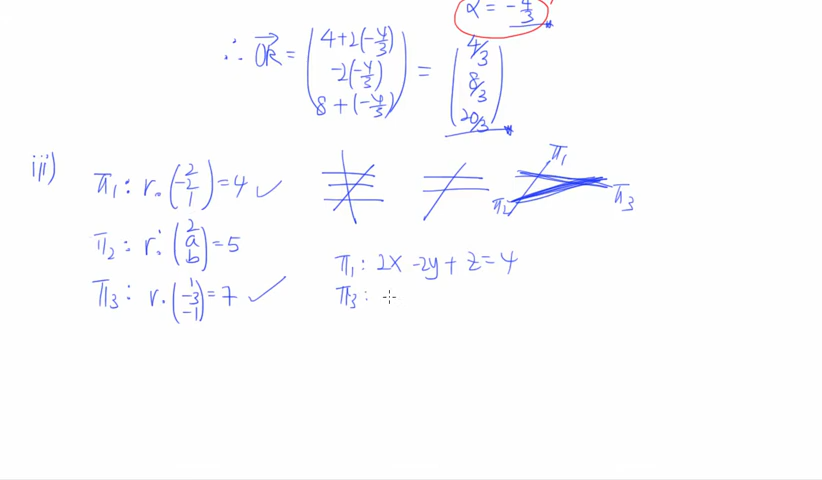 α = -4/3
∴ OR⃗ = (4+2(-4/3), -2(-4/3), 8+(-4/3)) = (4/3, 8/3, 20/3)
iii)
π₁ : r. (2, -2, 1) = 4 ✓
π₂ : r. (2, a, b) = 5
π₃ : r. (1, -3, -1) = 7 ✓
π₁
π₂
π₃
π₁ : 2x -2y + z = 4
π₃ :